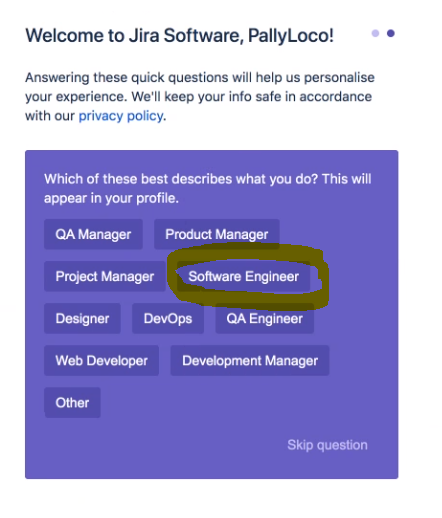 Welcome to Jira Software, PallyLoco!
Answering these quick questions will help us personalise
your experience. We'll keep your info safe in accordance
with our privacy policy.
Which of these best describes what you do? This will
appear in your profile.
QA Manager Product Manager
Project Manager Software Engineer
Designer DevOps QA Engineer
Web Developer Development Manager
Other
Skip question